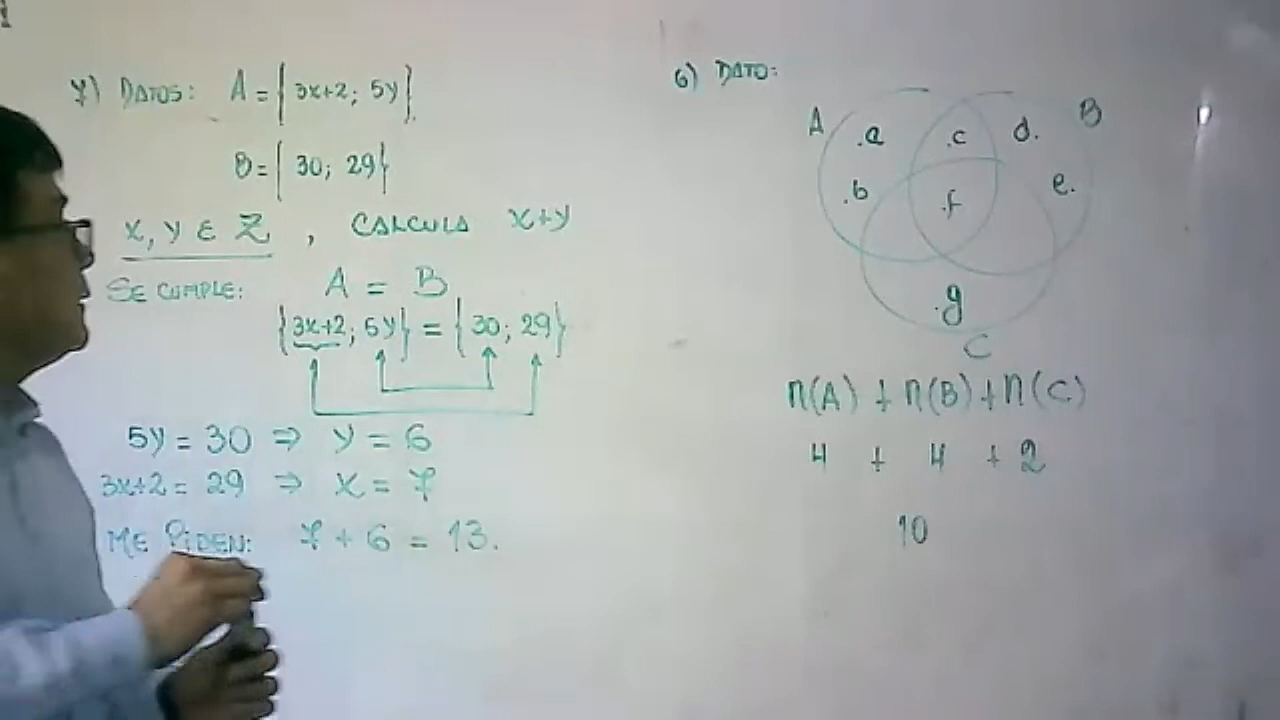 7) DATOS: A = { 3x+2; 5y}
B = { 30; 29}
x, y ∈ Z , CALCULA x+y
SE CUMPLE: A = B
{3x+2; 5y} = {30; 29}
5y = 30 ⇒ y = 6
3x+2 = 29 ⇒ x = 7
ME PIDEN: 7 + 6 = 13.
6) DATO:
A .a .c d. B
.b .f e.
.g
C
n(A) + n(B) + n(C)
4 + 4 + 2
10